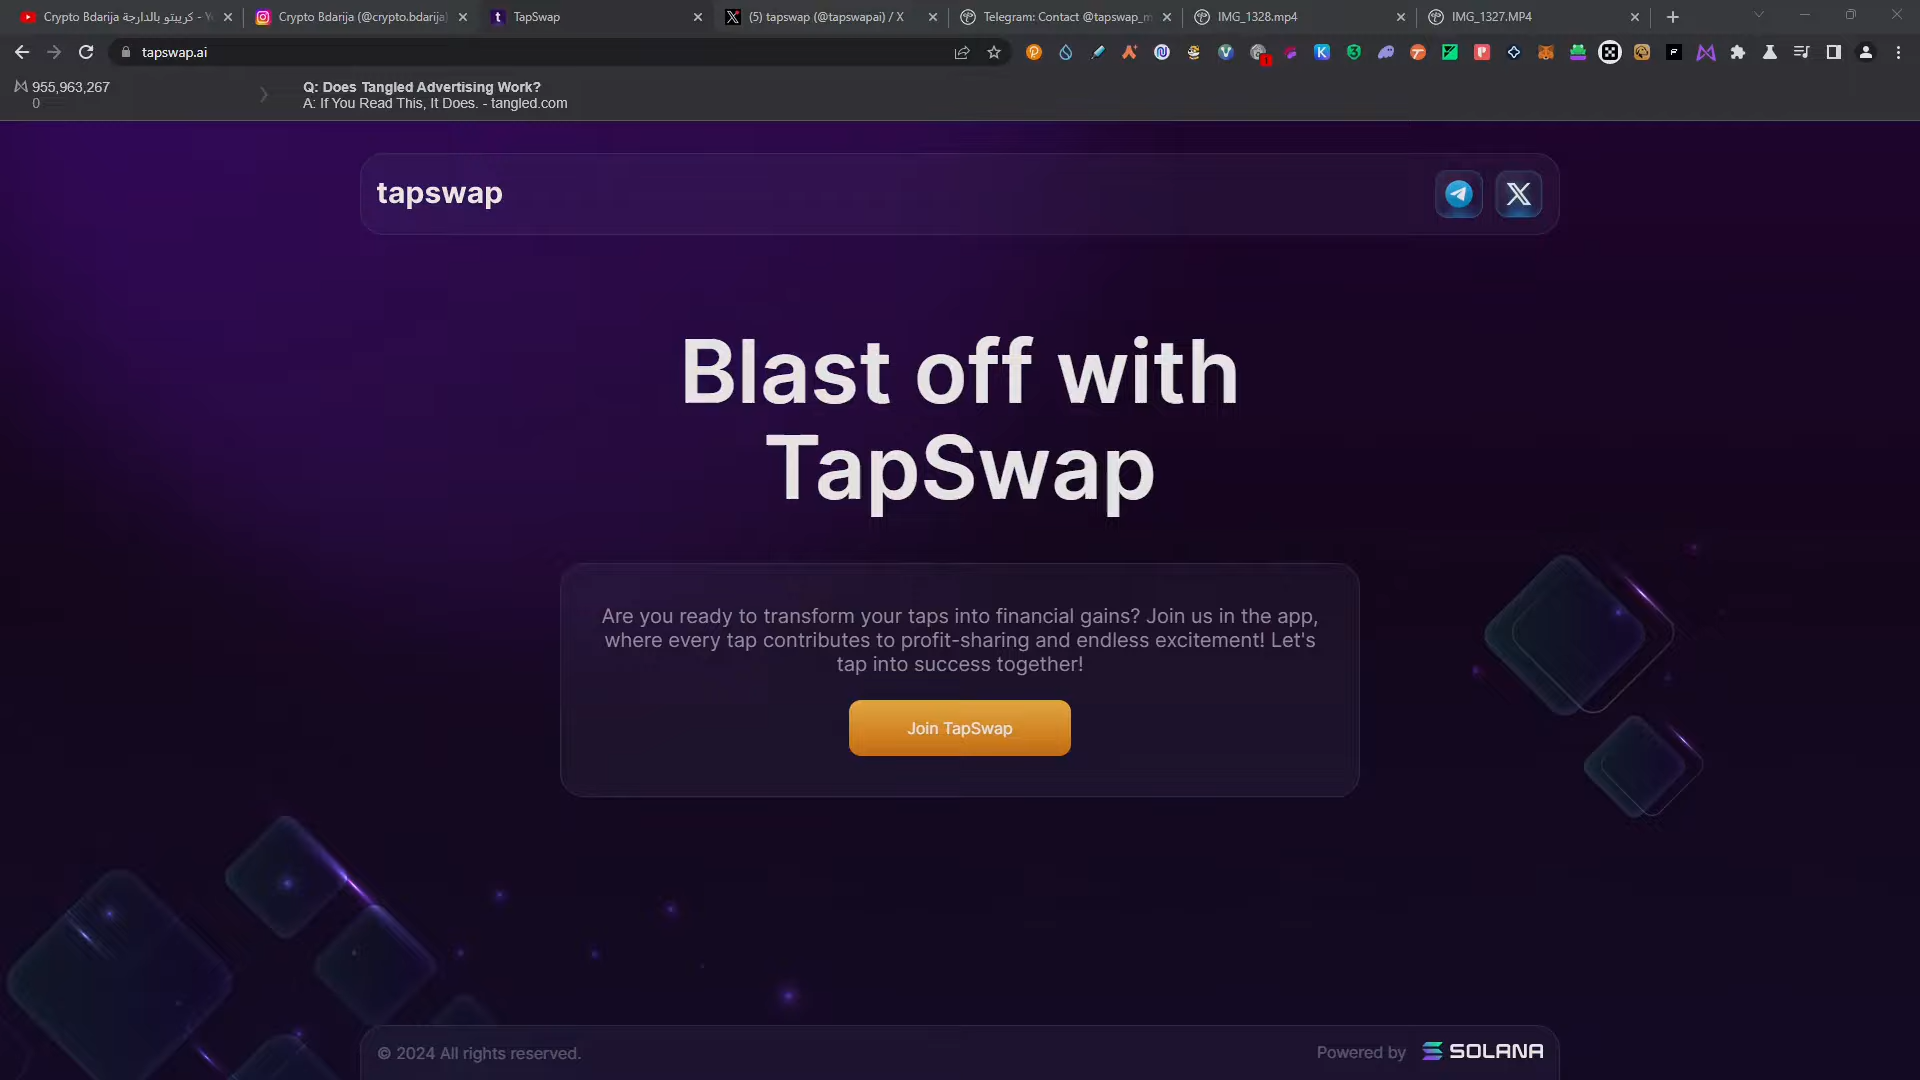 Crypto Bdarija كريبتو بالدارجة - Y
Crypto Bdarija (@crypto.bdarija)
TapSwap
(5) tapswap (@tapswapai) / X
Telegram: Contact @tapswap_m
IMG_1328.mp4
IMG_1327.MP4
tapswap.ai
955,963,267
0
Q: Does Tangled Advertising Work?
A: If You Read This, It Does. - tangled.com
tapswap
Blast off with
TapSwap
Are you ready to transform your taps into financial gains? Join us in the app,
where every tap contributes to profit-sharing and endless excitement! Let's
tap into success together!
Join TapSwap
© 2024 All rights reserved.
Powered by SOLANA